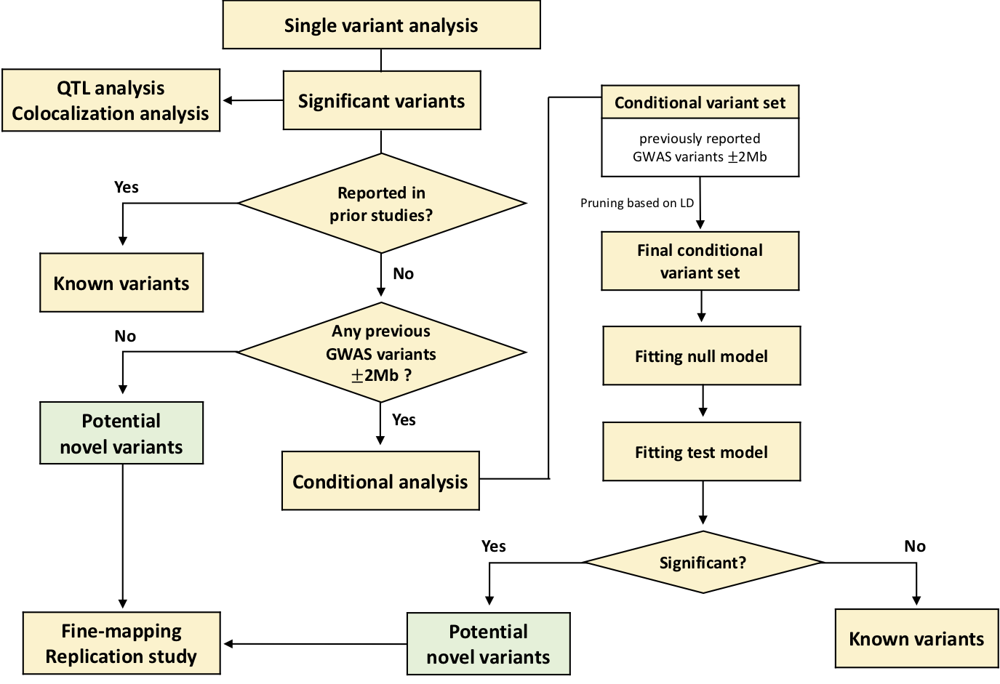 Single variant analysis
QTL analysis
Colocalization analysis
Significant variants
Reported in
prior studies?
Yes
Known variants
No
Any previous
GWAS variants
±2Mb ?
No
Potential
novel variants
Yes
Conditional analysis
Conditional variant set
previously reported
GWAS variants ±2Mb
Pruning based on LD
Final conditional
variant set
Fitting null model
Fitting test model
Significant?
Yes
No
Potential
novel variants
Known variants
Fine-mapping
Replication study